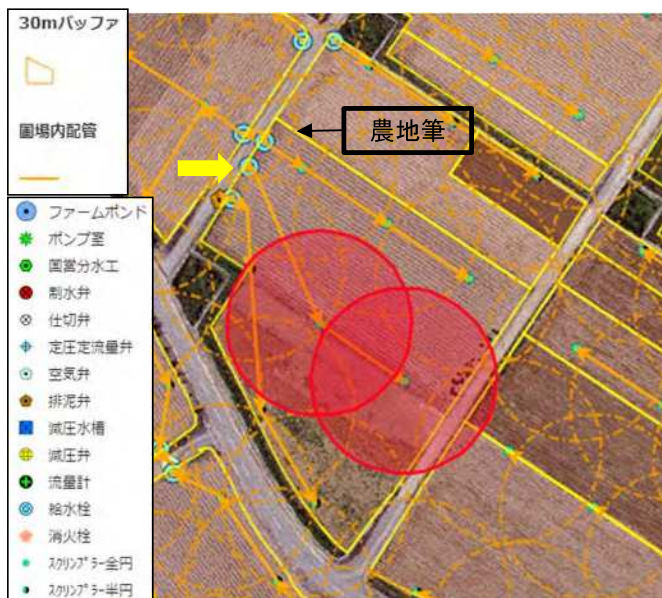 30mバッファ
圃場内配管
ファームポンド
ポンプ室
国営分水工
制水弁
仕切弁
定圧定流量弁
空気弁
排泥弁
減圧水槽
減圧弁
流量計
給水栓
消火栓
スクリンプラー全円
スクリンプラー半円
農地筆